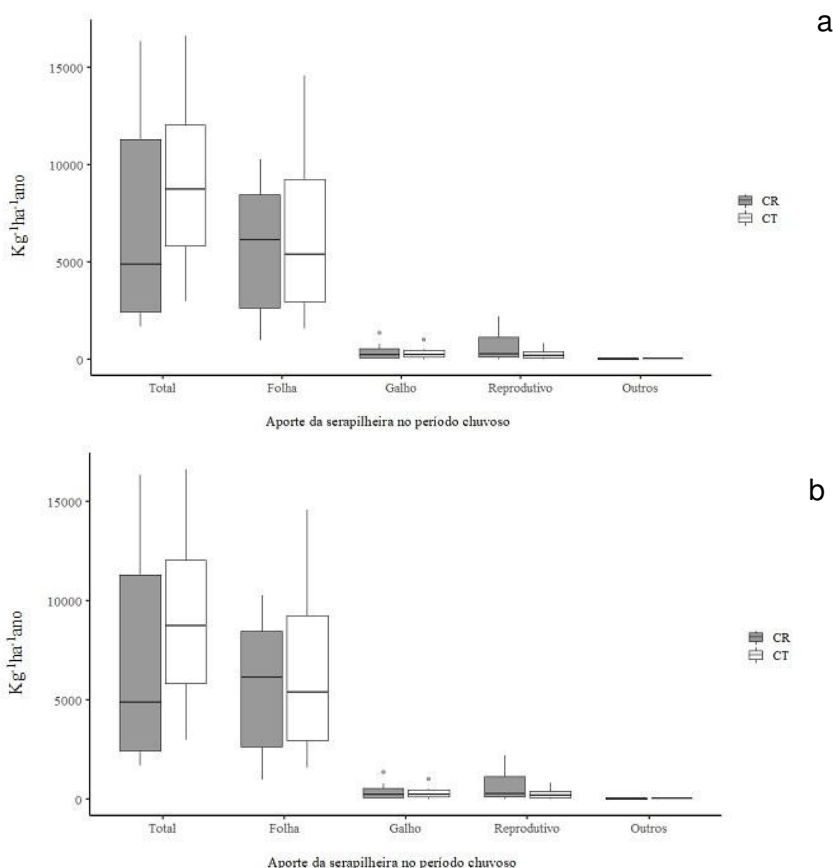 a
15000
10000
5000
0
Kg⁻¹ha⁻¹ano
CR
CT
Total Folha Galho Reprodutivo Outros
Aporte da serapilheira no período chuvoso
b
15000
10000
5000
0
Kg⁻¹ha⁻¹ano
CR
CT
Total Folha Galho Reprodutivo Outros
Aporte da serapilheira no período chuvoso